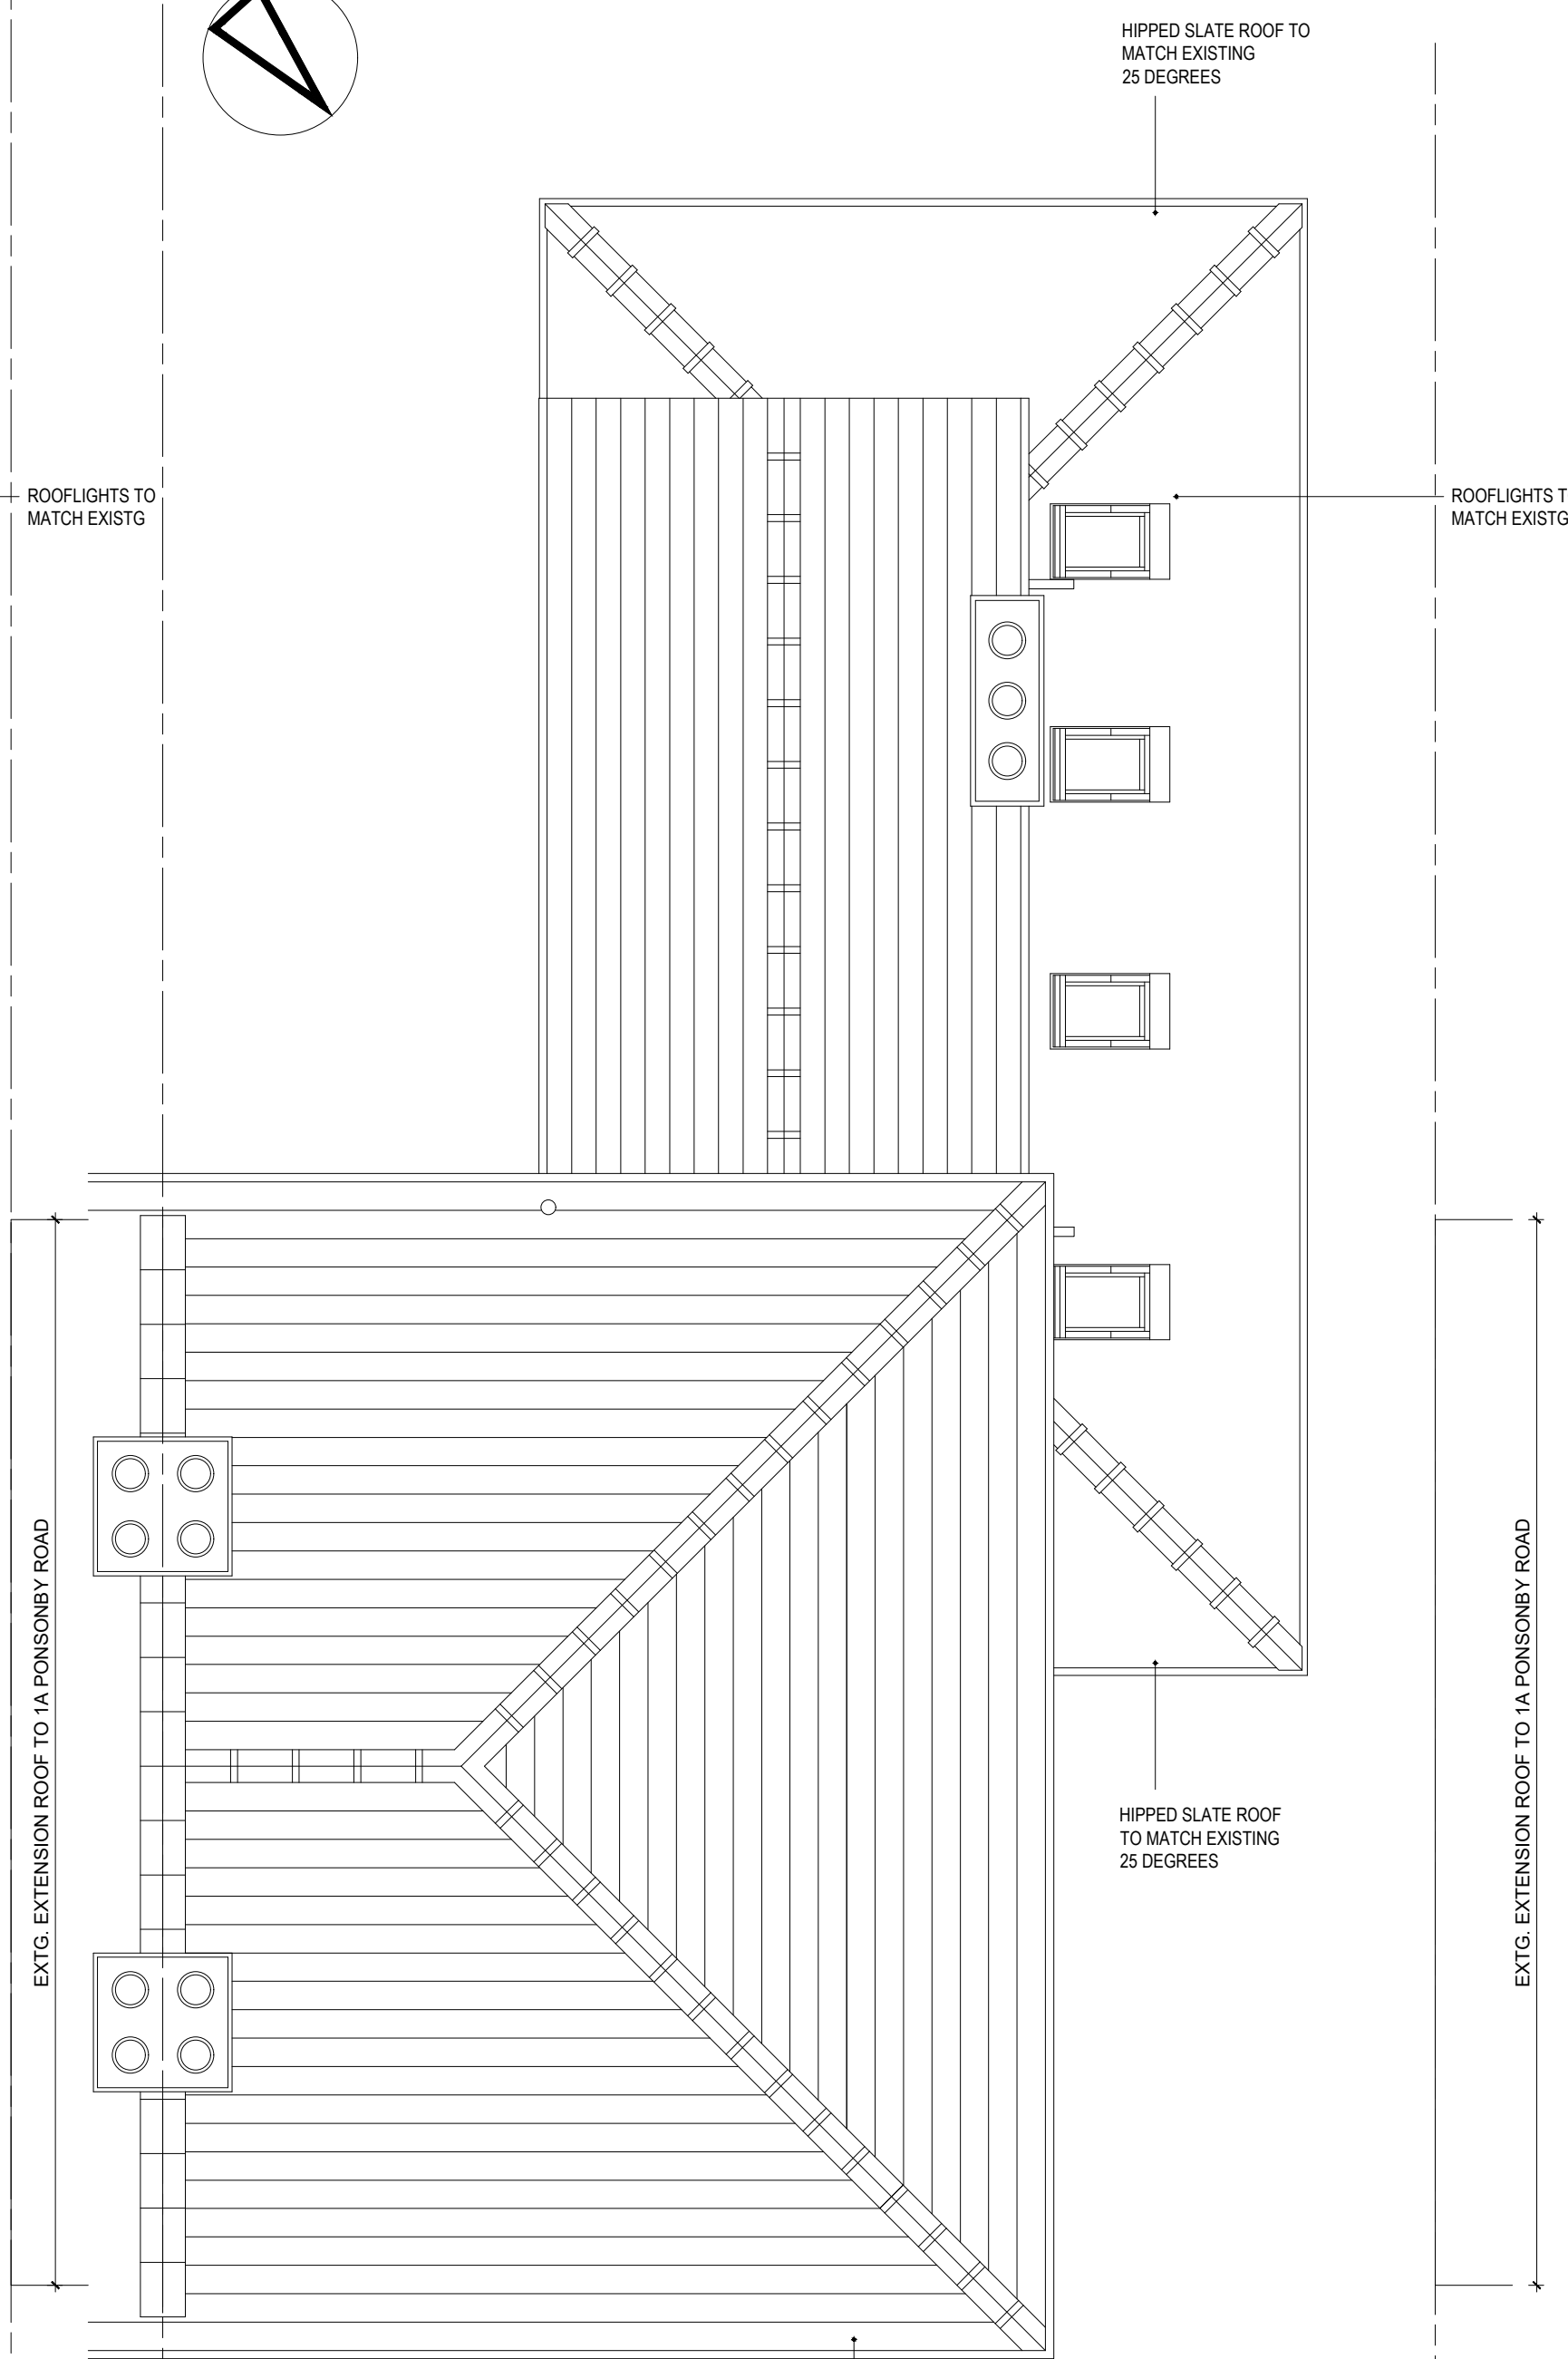 HIPPED SLATE ROOF TO
MATCH EXISTING
25 DEGREES
ROOFLIGHTS TO
MATCH EXISTG
ROOFLIGHTS T
MATCH EXISTG
EXTG. EXTENSION ROOF TO 1A PONSONBY ROAD
EXTG. EXTENSION ROOF TO 1A PONSONBY ROAD
HIPPED SLATE ROOF
TO MATCH EXISTING
25 DEGREES